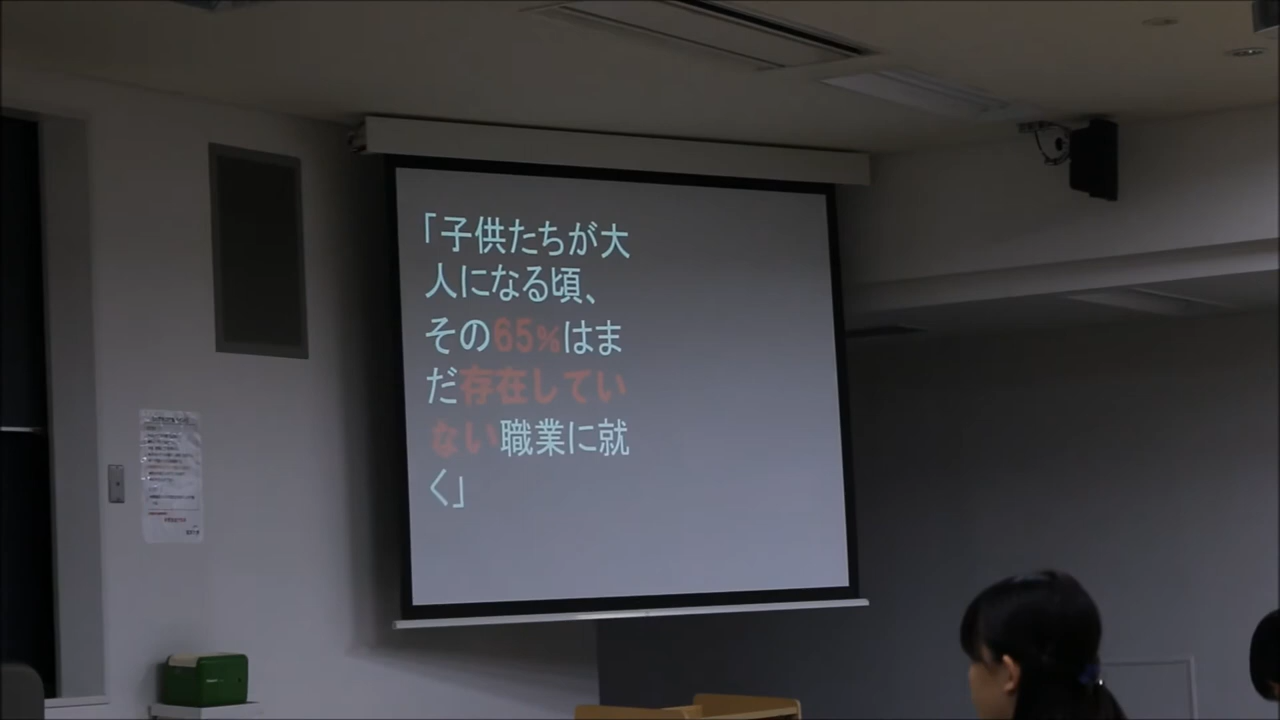 「子供たちが大
人になる頃、
その65%はま
だ存在してい
ない職業に就
く」